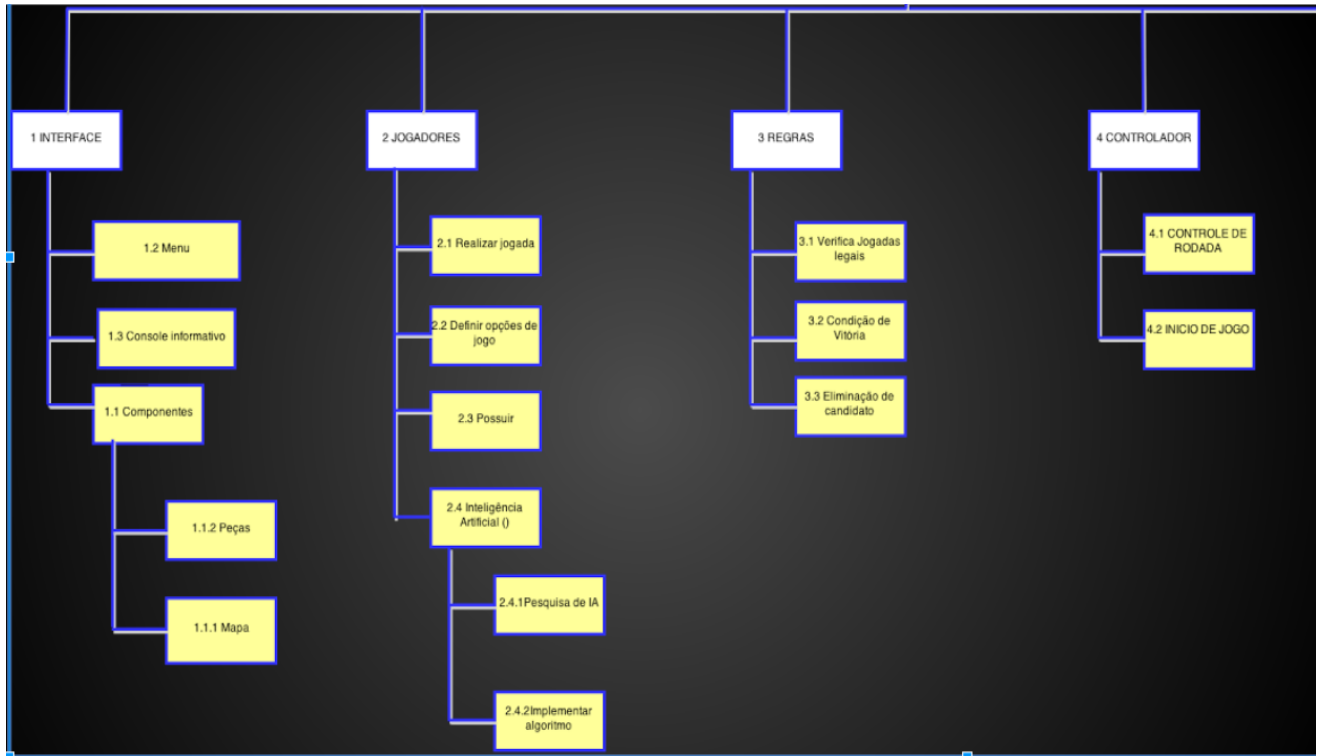 1 INTERFACE
2 JOGADORES
3 REGRAS
4 CONTROLADOR
1.2 Menu
1.3 Console informativo
1.1 Componentes
1.1.2 Peças
1.1.1 Mapa
2.1 Realizar jogada
2.2 Definir opções de
jogo
2.3 Possuir
2.4 Inteligência
Artificial ()
2.4.1Pesquisa de IA
2.4.2Implementar
algoritmo
3.1 Verifica Jogadas
legais
3.2 Condição de
Vitória
3.3 Eliminação de
candidato
4.1 CONTROLE DE
RODADA
4.2 INICIO DE JOGO